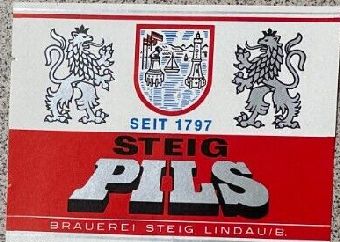 SEIT 1797
STEIG
PILS
BRAUEREI STEIG LINDAU/B.